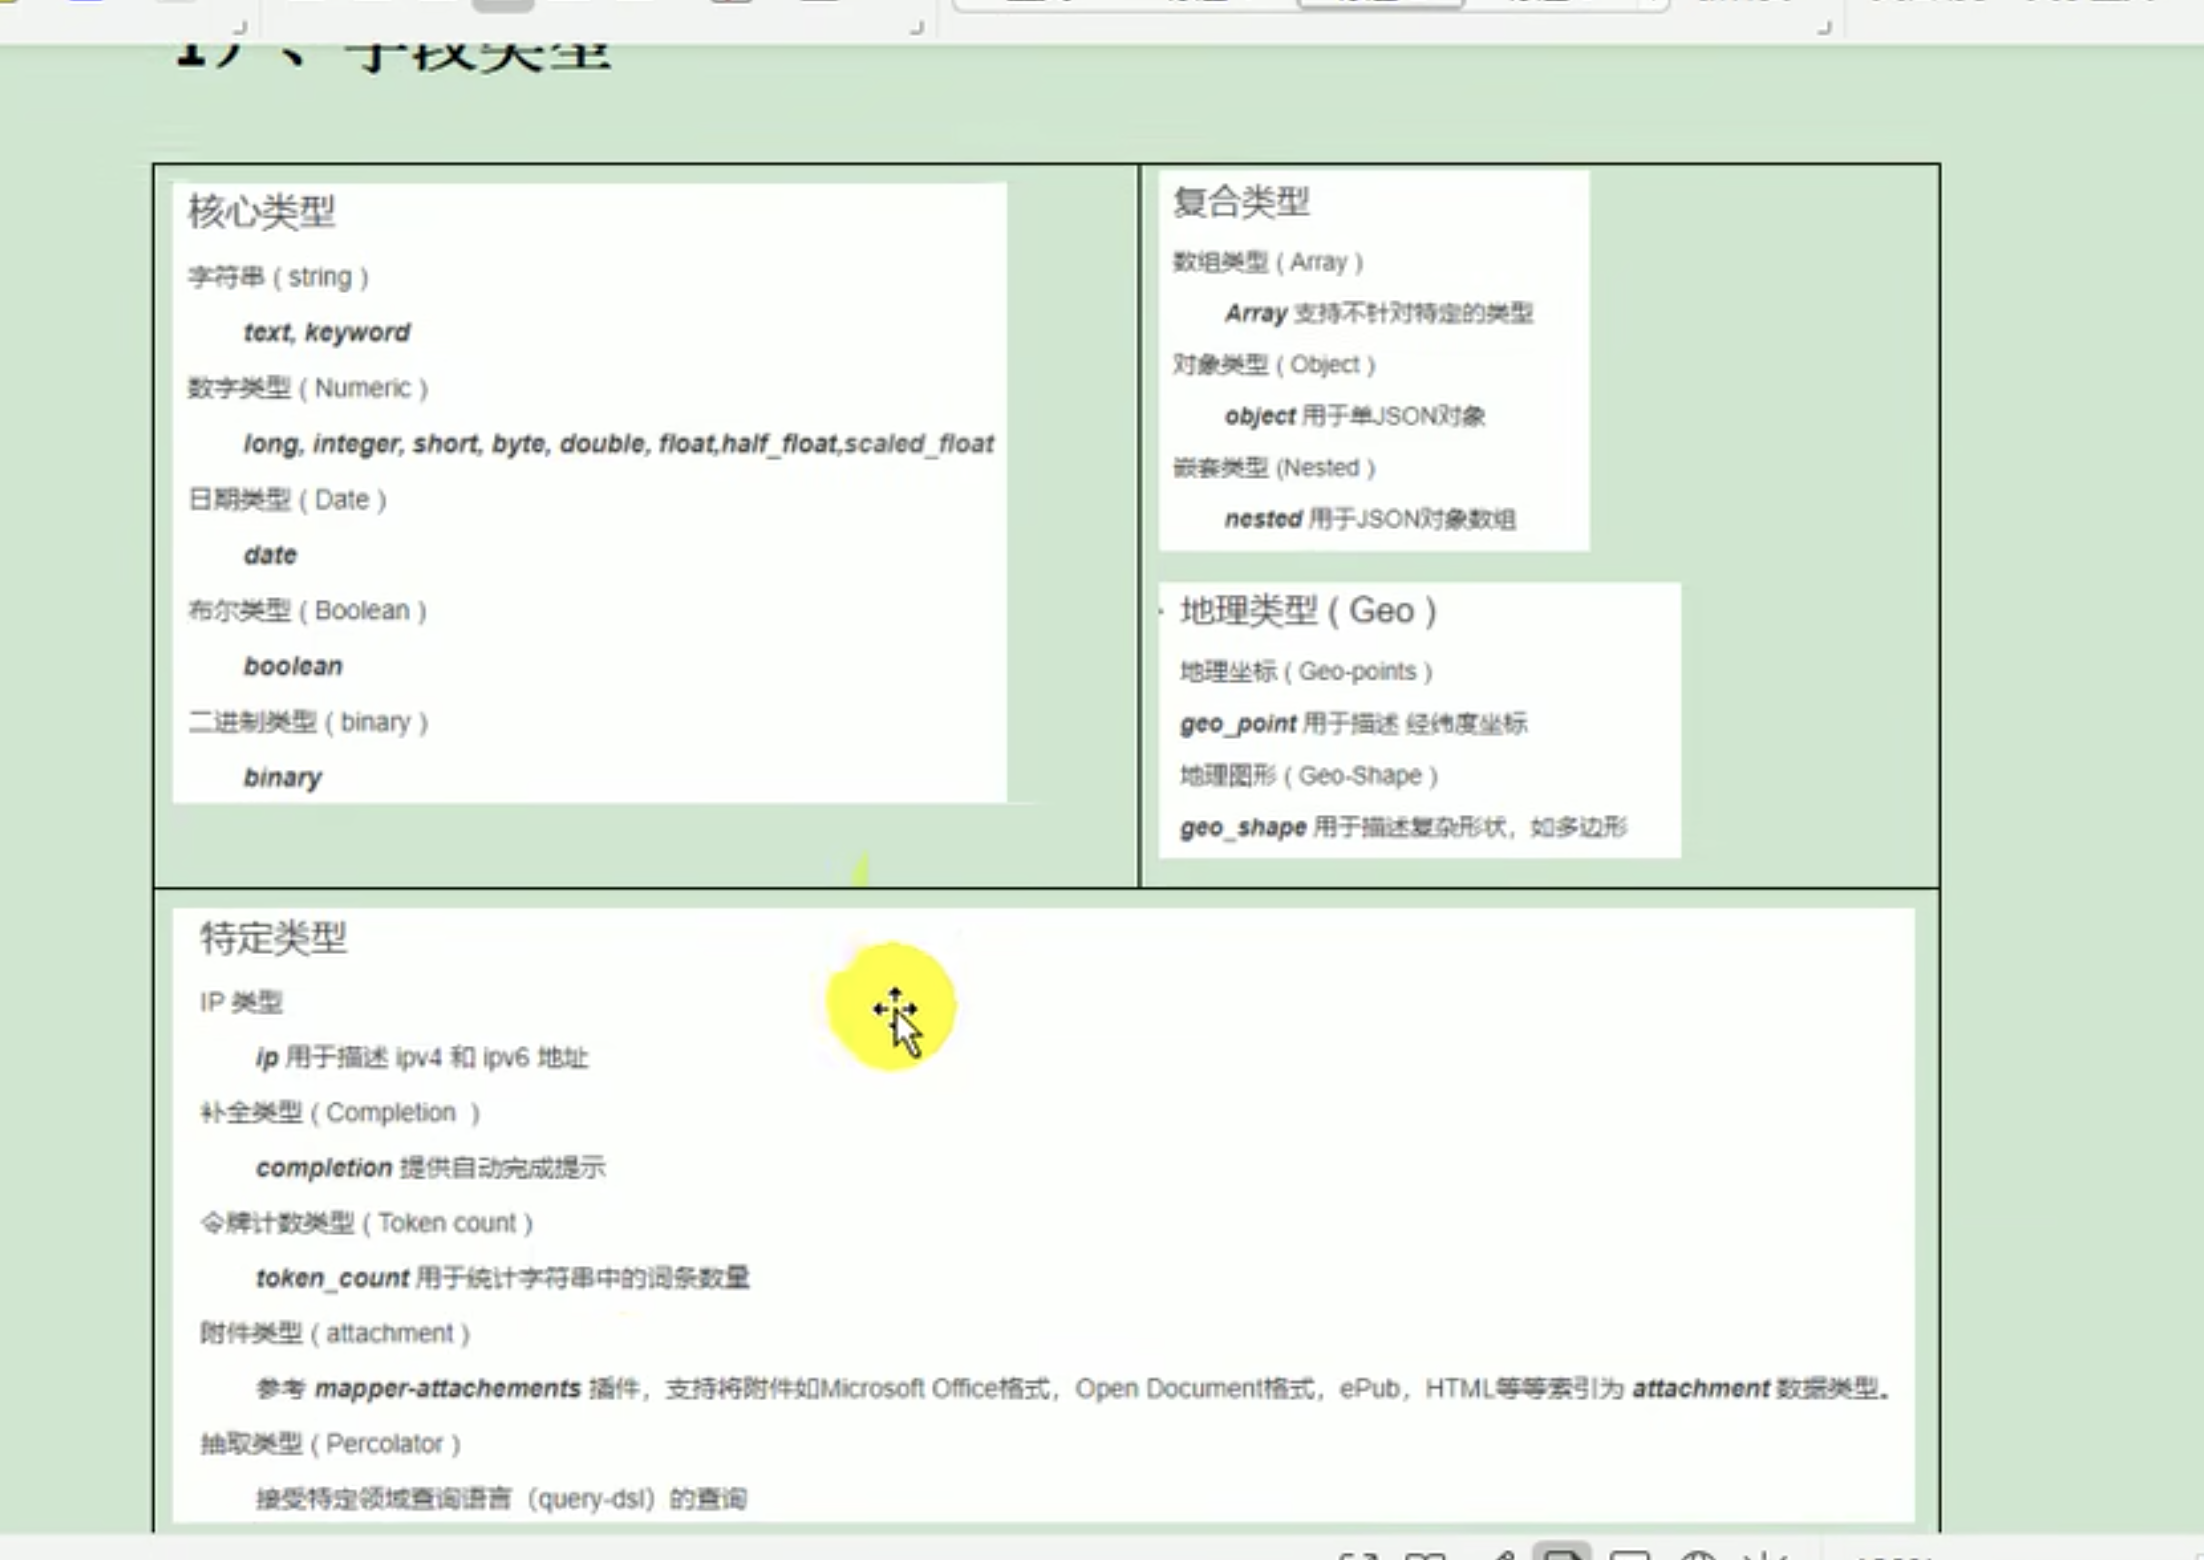 1）、字段类型
核心类型
字符串 ( string )
text, keyword
数字类型 ( Numeric )
long, integer, short, byte, double, float,half_float,scaled_float
日期类型 ( Date )
date
布尔类型 ( Boolean )
boolean
二进制类型 ( binary )
binary
复合类型
数组类型 ( Array )
Array 支持不针对特定的类型
对象类型 ( Object )
object 用于单JSON对象
嵌套类型 (Nested )
nested 用于JSON对象数组
地理类型 ( Geo )
地理坐标 ( Geo-points )
geo_point 用于描述 经纬度坐标
地理图形 ( Geo-Shape )
geo_shape 用于描述复杂形状，如多边形
特定类型
IP 类型
ip 用于描述 ipv4 和 ipv6 地址
补全类型 ( Completion )
completion 提供自动完成提示
令牌计数类型 ( Token count )
token_count 用于统计字符串中的词条数量
附件类型 ( attachment )
参考 mapper-attachements 插件，支持将附件如Microsoft Office格式，Open Document格式，ePub，HTML等等索引为 attachment 数据类型。
抽取类型 ( Percolator )
接受特定领域查询语言（query-dsl）的查询